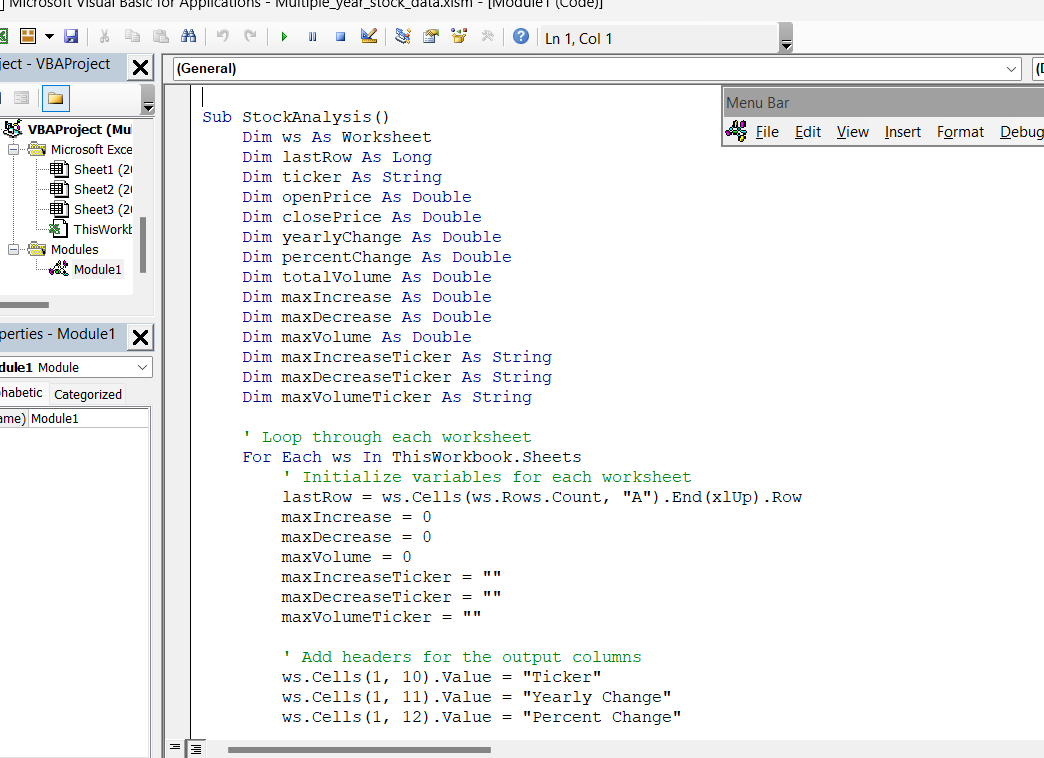 Microsoft Visual Basic for Applications - Multiple_year_stock_data.xlsm - [Module1 (Code)]
Ln 1, Col 1
ject - VBAProject
(General)
Menu Bar
File Edit View Insert Format Debug
VBAProject (Mu
Microsoft Exce
Sheet1 (20
Sheet2 (20
Sheet3 (20
ThisWorkb
Modules
Module1
perties - Module1
dule1 Module
habetic Categorized
ame) Module1
Sub StockAnalysis()
Dim ws As Worksheet
Dim lastRow As Long
Dim ticker As String
Dim openPrice As Double
Dim closePrice As Double
Dim yearlyChange As Double
Dim percentChange As Double
Dim totalVolume As Double
Dim maxIncrease As Double
Dim maxDecrease As Double
Dim maxVolume As Double
Dim maxIncreaseTicker As String
Dim maxDecreaseTicker As String
Dim maxVolumeTicker As String
' Loop through each worksheet
For Each ws In ThisWorkbook.Sheets
' Initialize variables for each worksheet
lastRow = ws.Cells(ws.Rows.Count, "A").End(xlUp).Row
maxIncrease = 0
maxDecrease = 0
maxVolume = 0
maxIncreaseTicker = ""
maxDecreaseTicker = ""
maxVolumeTicker = ""
' Add headers for the output columns
ws.Cells(1, 10).Value = "Ticker"
ws.Cells(1, 11).Value = "Yearly Change"
ws.Cells(1, 12).Value = "Percent Change"